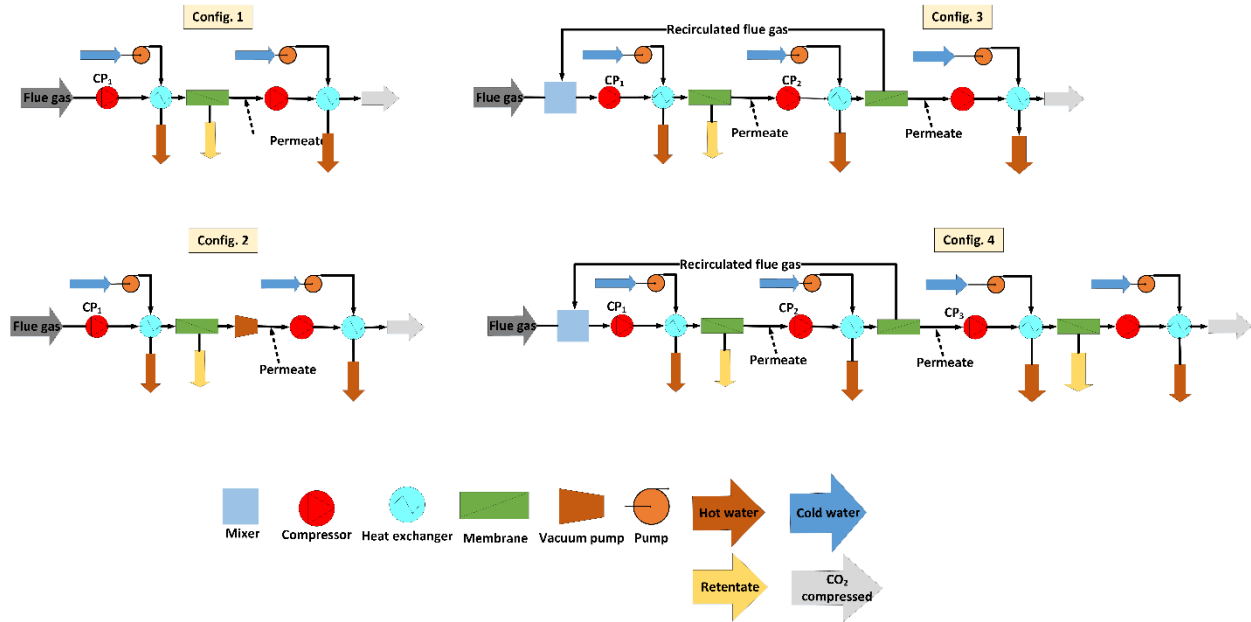 Config. 1
CP1
Flue gas
Permeate
Config. 3
Recirculated flue gas
CP1
CP2
Flue gas
Permeate
Permeate
Config. 2
CP1
Flue gas
Permeate
Config. 4
Recirculated flue gas
CP1
CP2
CP3
Flue gas
Permeate
Permeate
Mixer
Compressor
Heat exchanger
Membrane
Vacuum pump
Pump
Hot water
Cold water
Retentate
CO2
compressed